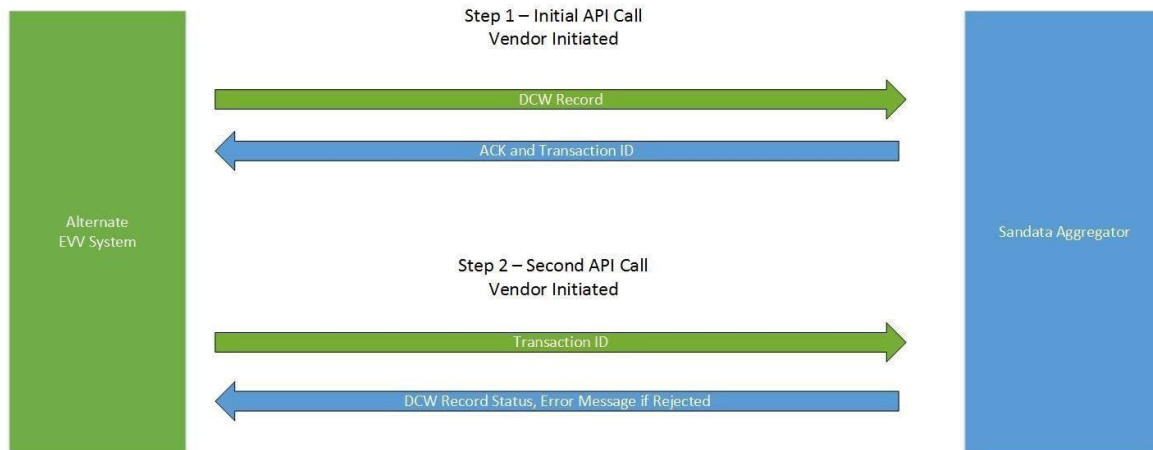 Step 1 – Initial API Call
Vendor Initiated
DCW Record
ACK and Transaction ID
Alternate
EVV System
Sandata Aggregator
Step 2 – Second API Call
Vendor Initiated
Transaction ID
DCW Record Status, Error Message if Rejected